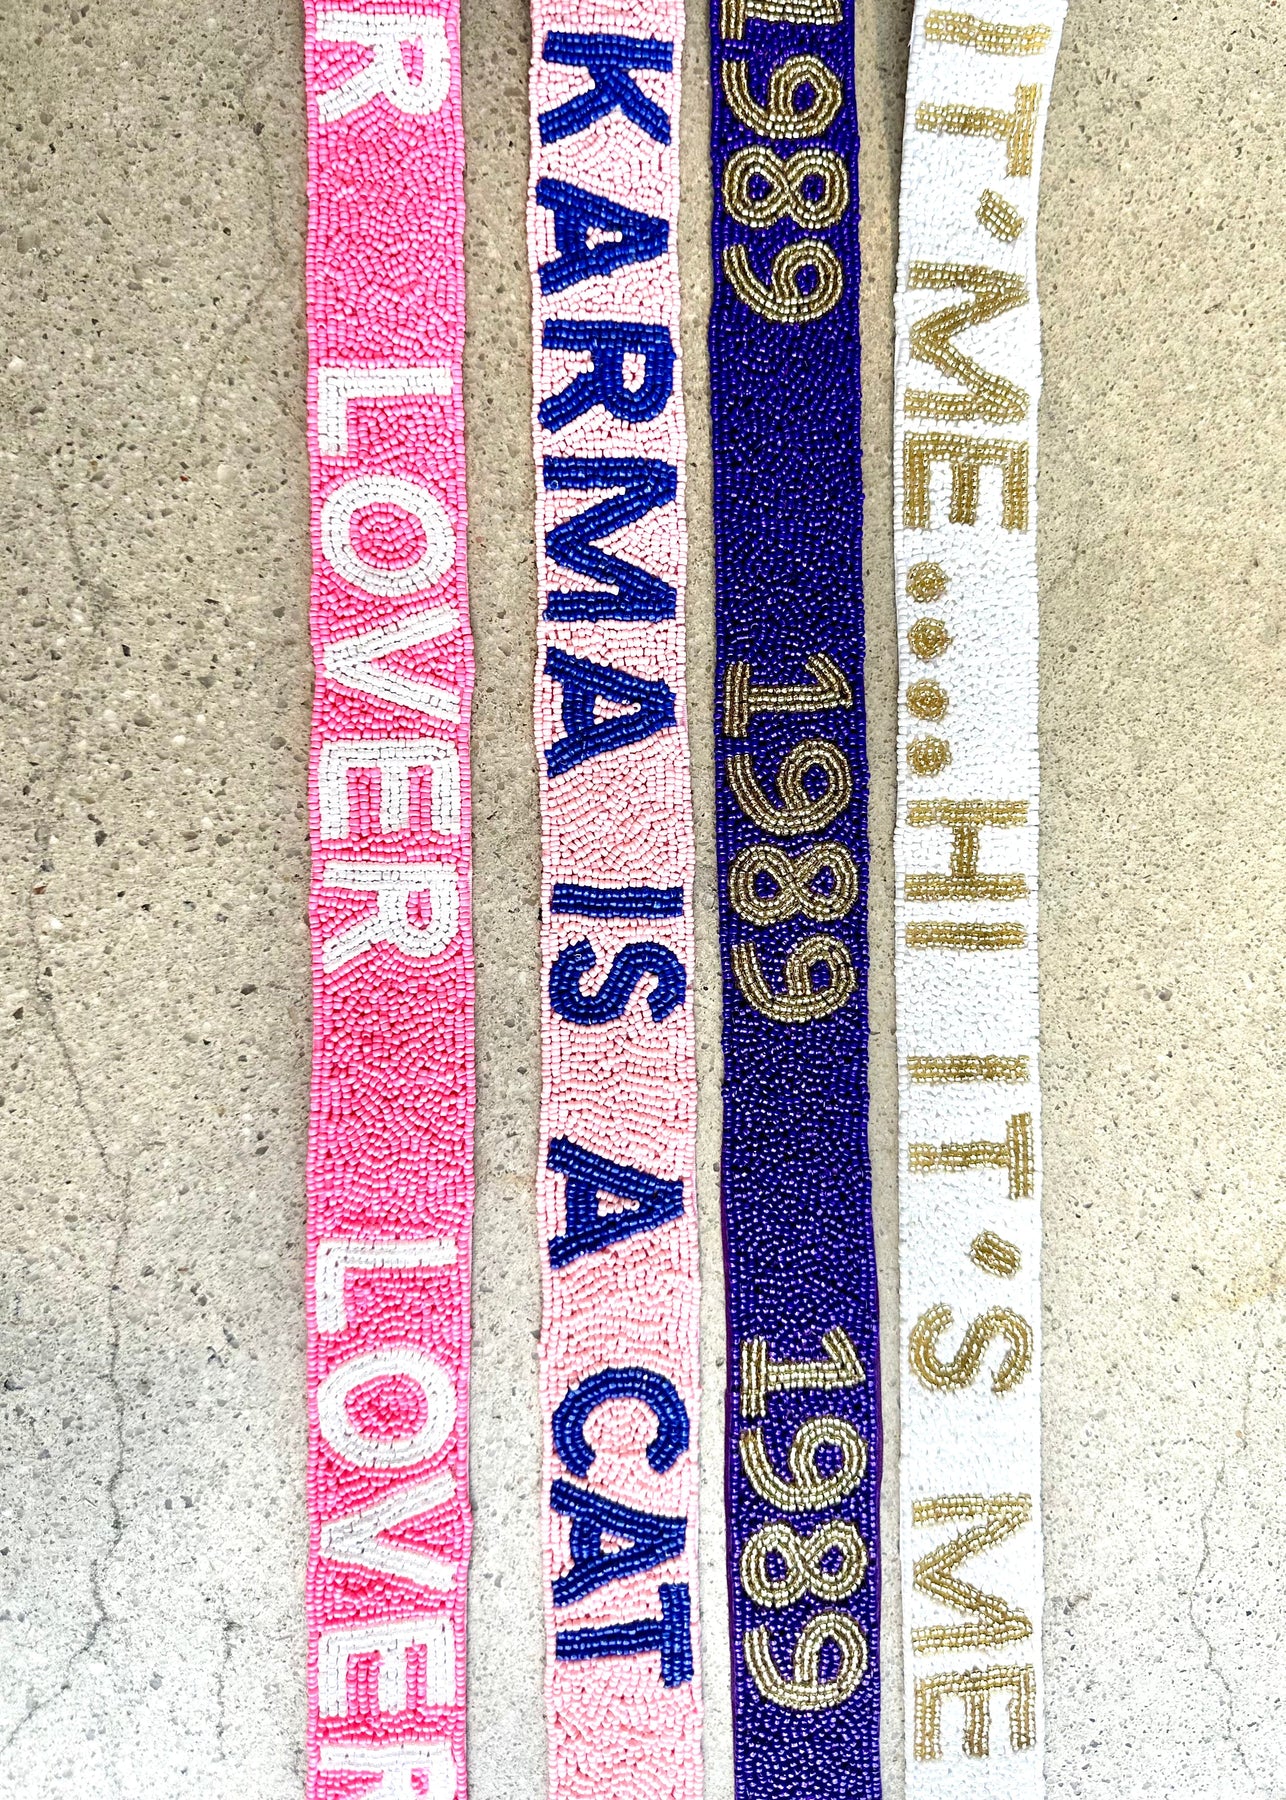 R LOVER LOVER
KARMA IS A CAT
1989 1989 1989
IT'ME....HI IT'S ME